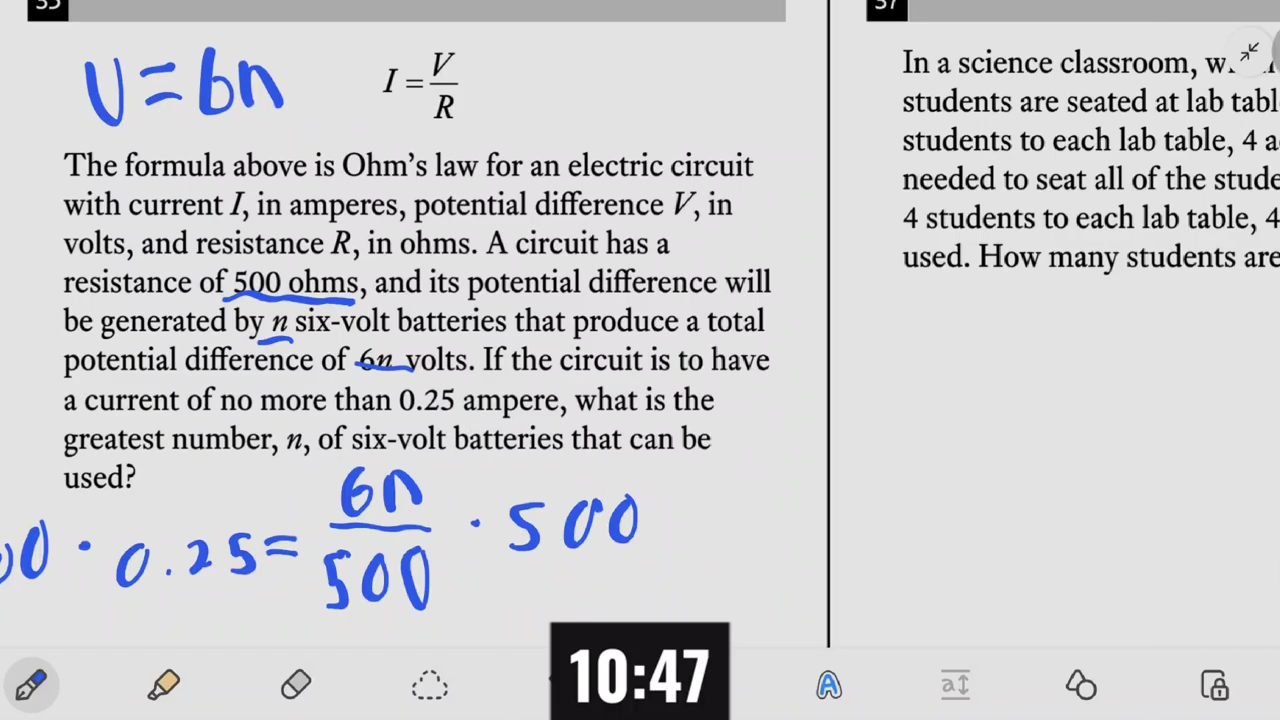 35
V = 6n
I = V/R
The formula above is Ohm's law for an electric circuit
with current I, in amperes, potential difference V, in
volts, and resistance R, in ohms. A circuit has a
resistance of 500 ohms, and its potential difference will
be generated by n six-volt batteries that produce a total
potential difference of 6n volts. If the circuit is to have
a current of no more than 0.25 ampere, what is the
greatest number, n, of six-volt batteries that can be
used?
0 · 0.25 = 6n/500 · 500
37
In a science classroom,
students are seated at lab
students to each lab table, 4
needed to seat all of the
4 students to each lab table, 4
used. How many students are
10:47
A
a